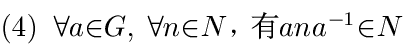 (4) ∀a∈G, ∀n∈N，有ana⁻¹∈N